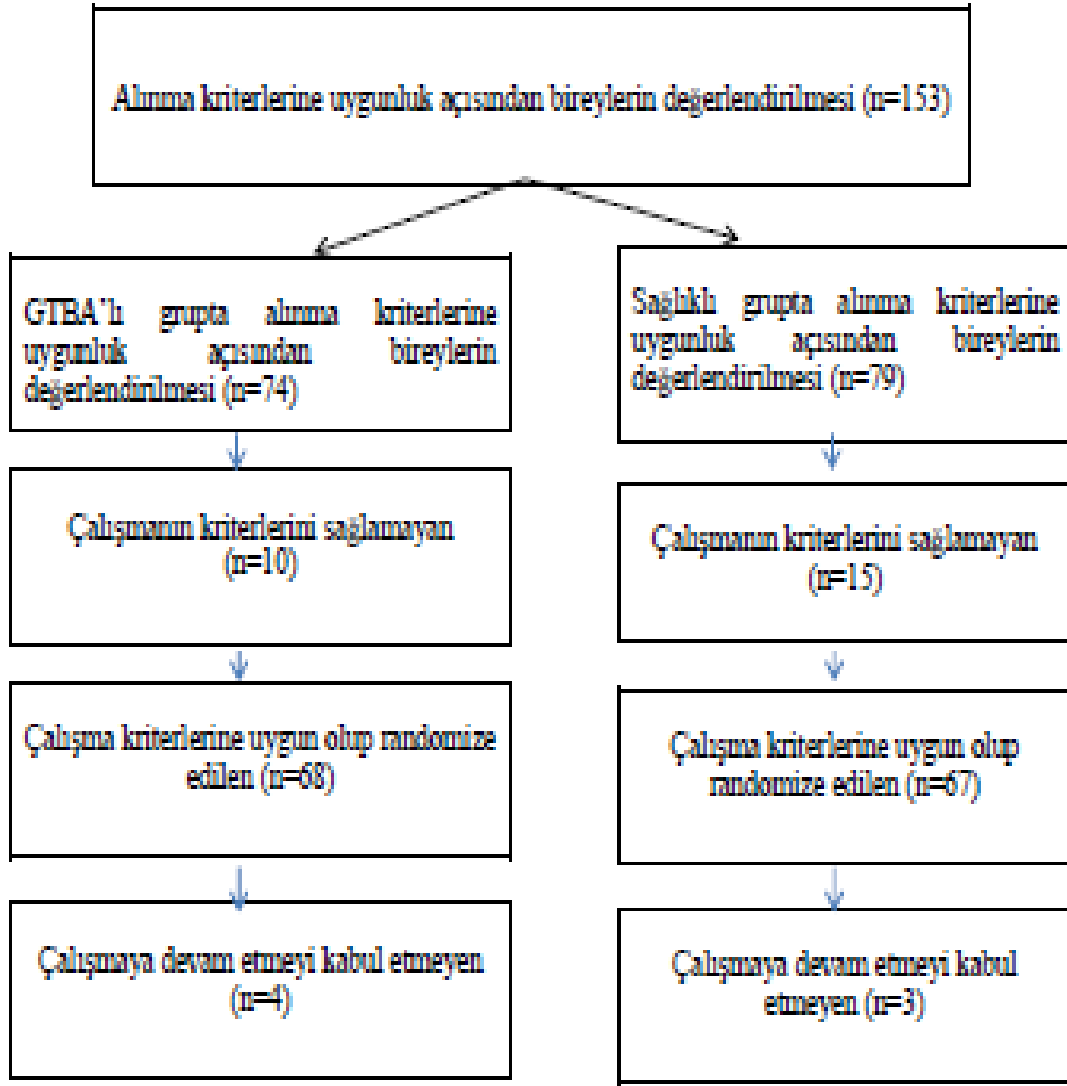 Alınma kriterlerine uygunluk açısından bireylerin değerlendirilmesi (n=153)
GTBA'lı grupta alınma kriterlerine
uygunluk açısından bireylerin
değerlendirilmesi (n=74)
Sağlıklı grupta alınma kriterlerine
uygunluk açısından bireylerin
değerlendirilmesi (n=79)
Çalışmanın kriterlerini sağlamayan
(n=10)
Çalışmanın kriterlerini sağlamayan
(n=15)
Çalışma kriterlerine uygun olup randomize
edilen (n=68)
Çalışma kriterlerine uygun olup
randomize edilen (n=67)
Çalışmaya devam etmeyi kabul etmeyen
(n=4)
Çalışmaya devam etmeyi kabul
etmeyen (n=3)